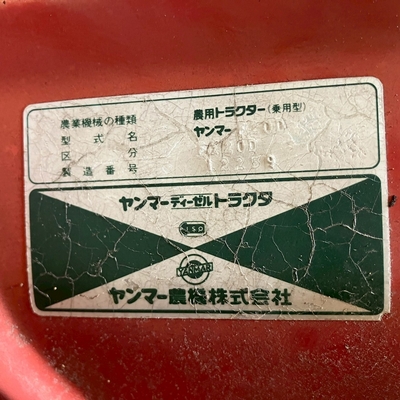 農業機械の種類 農用トラクター(乗用型)
型式名 ヤンマー
区分
製造番号
ヤンマーディーゼルトラクタ
YANMAR
ヤンマー農機株式会社